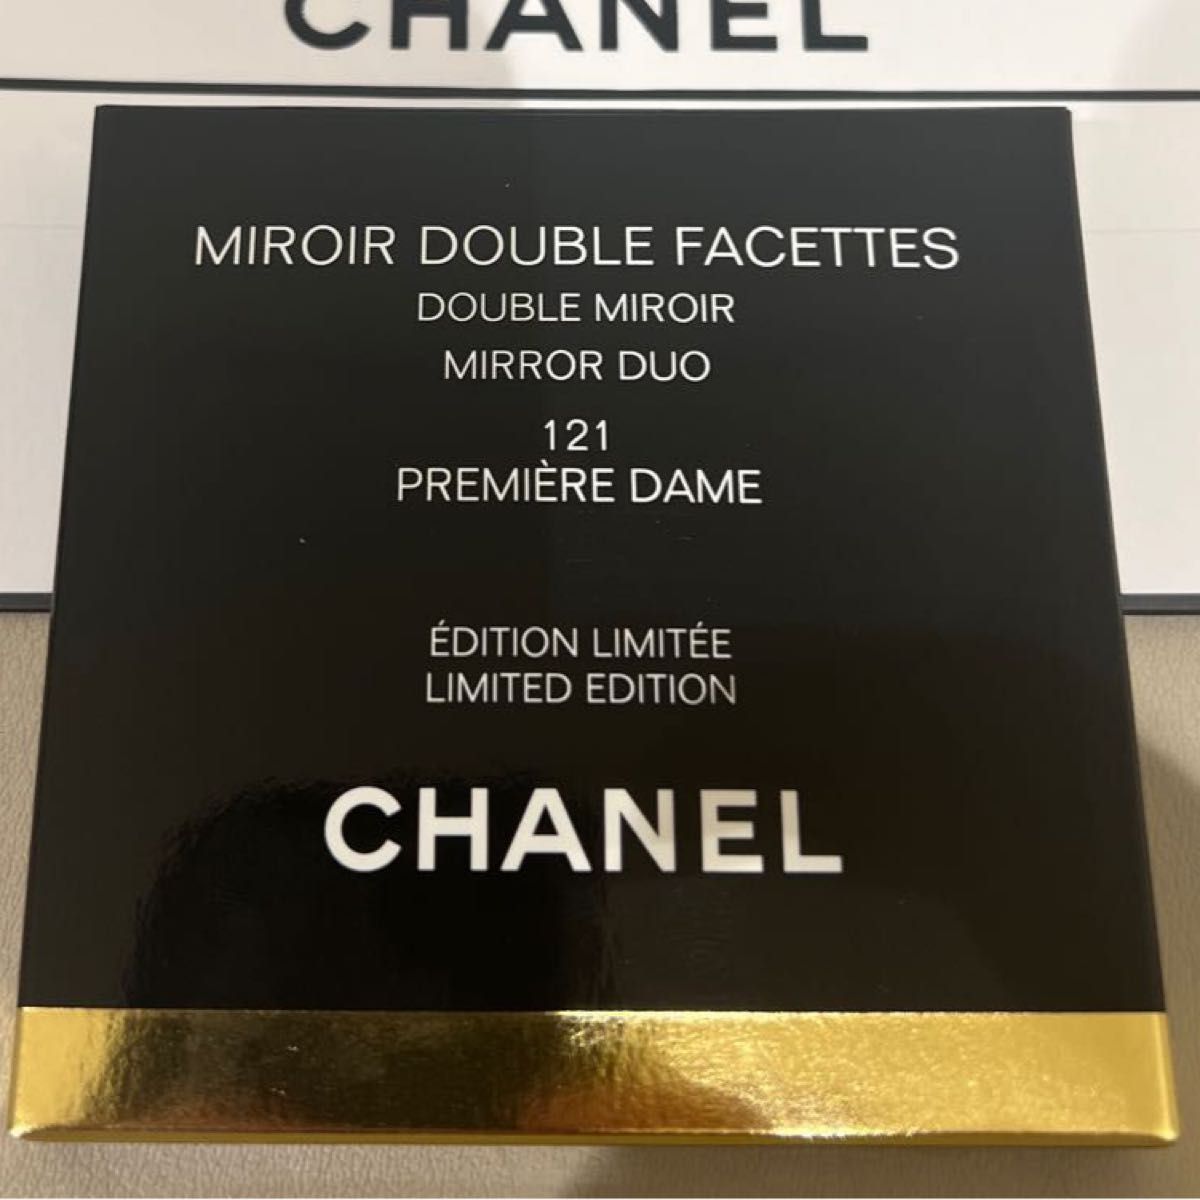 CHANEL
MIROIR DOUBLE FACETTES
DOUBLE MIROIR
MIRROR DUO
121
PREMIÈRE DAME
ÉDITION LIMITÉE
LIMITED EDITION
CHANEL